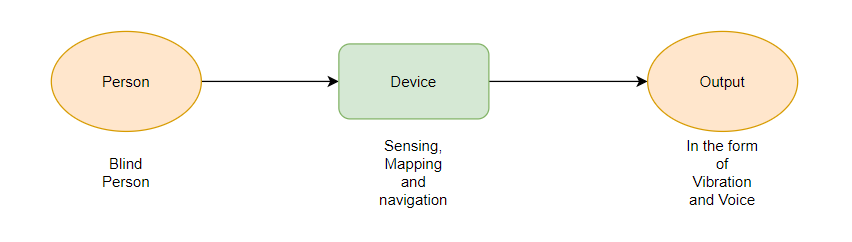 Person
Device
Output
Blind
Person
Sensing,
Mapping
and
navigation
In the form
of
Vibration
and Voice